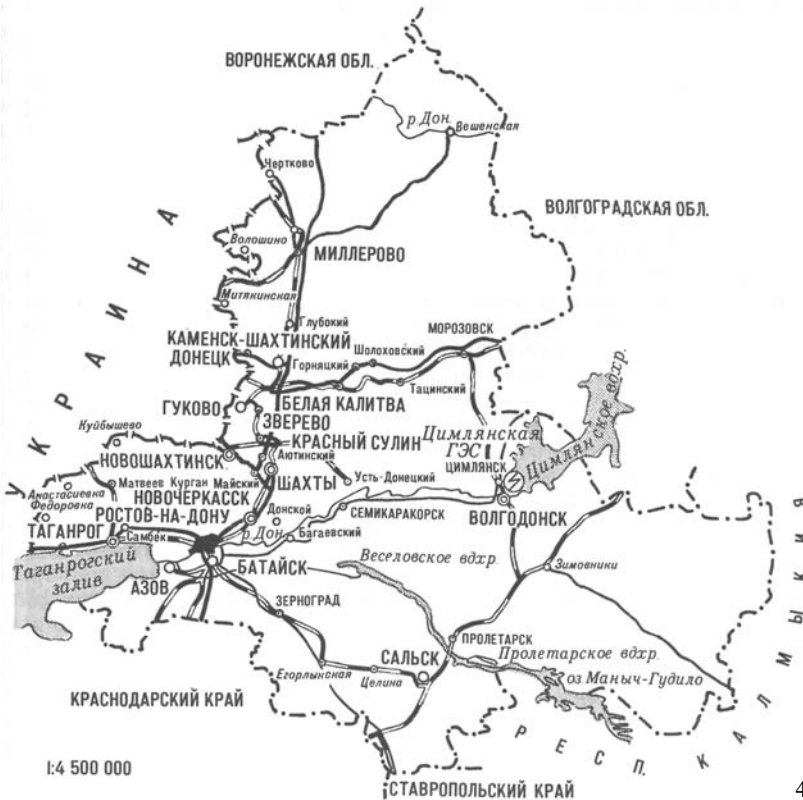 ВОРОНЕЖСКАЯ ОБЛ.
р. Дон
Вешенская
Чертково
ВОЛГОГРАДСКАЯ ОБЛ.
УКРАИНА
Волошино
МИЛЛЕРОВО
Митякинская
Глубокий
МОРОЗОВСК
КАМЕНСК-ШАХТИНСКИЙ
Шолоховский
ДОНЕЦК
Горняцкий
Тацинский
ГУКОВО
БЕЛАЯ КАЛИТВА
ЗВЕРЕВО
Куйбышево
КРАСНЫЙ СУЛИН
Цимлянская
ГЭС
Цимлянское вдхр.
НОВОШАХТИНСК
Аютинский
ЦИМЛЯНСК
Матвеев Курган
Майский
ШАХТЫ
Усть-Донецкий
Анастасиевка
НОВОЧЕРКАССК
Федоровка
РОСТОВ-НА-ДОНУ
Донской
СЕМИКАРАКОРСК
ВОЛГОДОНСК
ТАГАНРОГ
Самбек
р. Дон
Багаевский
Таганрогский
залив
БАТАЙСК
Веселовское вдхр.
Зимовники
АЗОВ
ЗЕРНОГРАД
ПРОЛЕТАРСК
САЛЬСК
Пролетарское вдхр.
Егорлыкская
Целина
оз Маныч-Гудило
КРАСНОДАРСКИЙ КРАЙ
РЕСП. КАЛМЫКИЯ
1:4 500 000
СТАВРОПОЛЬСКИЙ КРАЙ
4